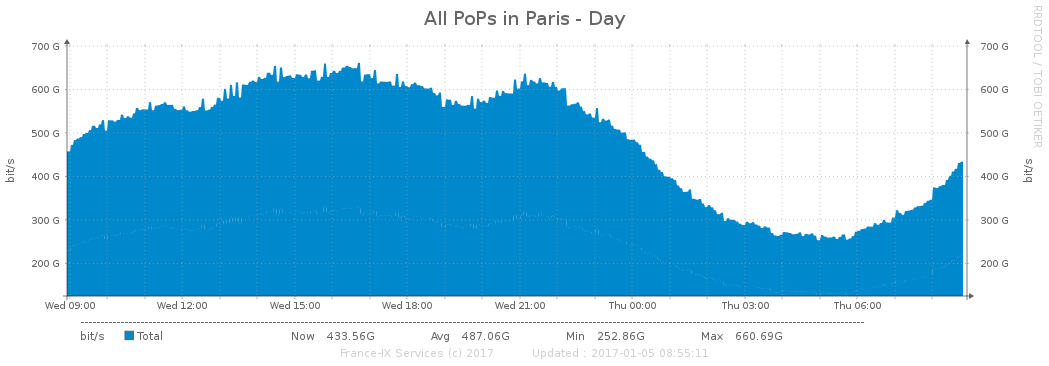 All PoPs in Paris - Day
RRDTOOL / TOBI OETIKER
700 G 700 G
600 G 600 G
500 G 500 G
400 G 400 G
300 G 300 G
200 G 200 G
bit/s
bit/s
Wed 09:00 Wed 12:00 Wed 15:00 Wed 18:00 Wed 21:00 Thu 00:00 Thu 03:00 Thu 06:00
bit/s Total Now 433.56G Avg 487.06G Min 252.86G Max 660.69G
France-IX Services (c) 2017 Updated : 2017-01-05 08:55:11